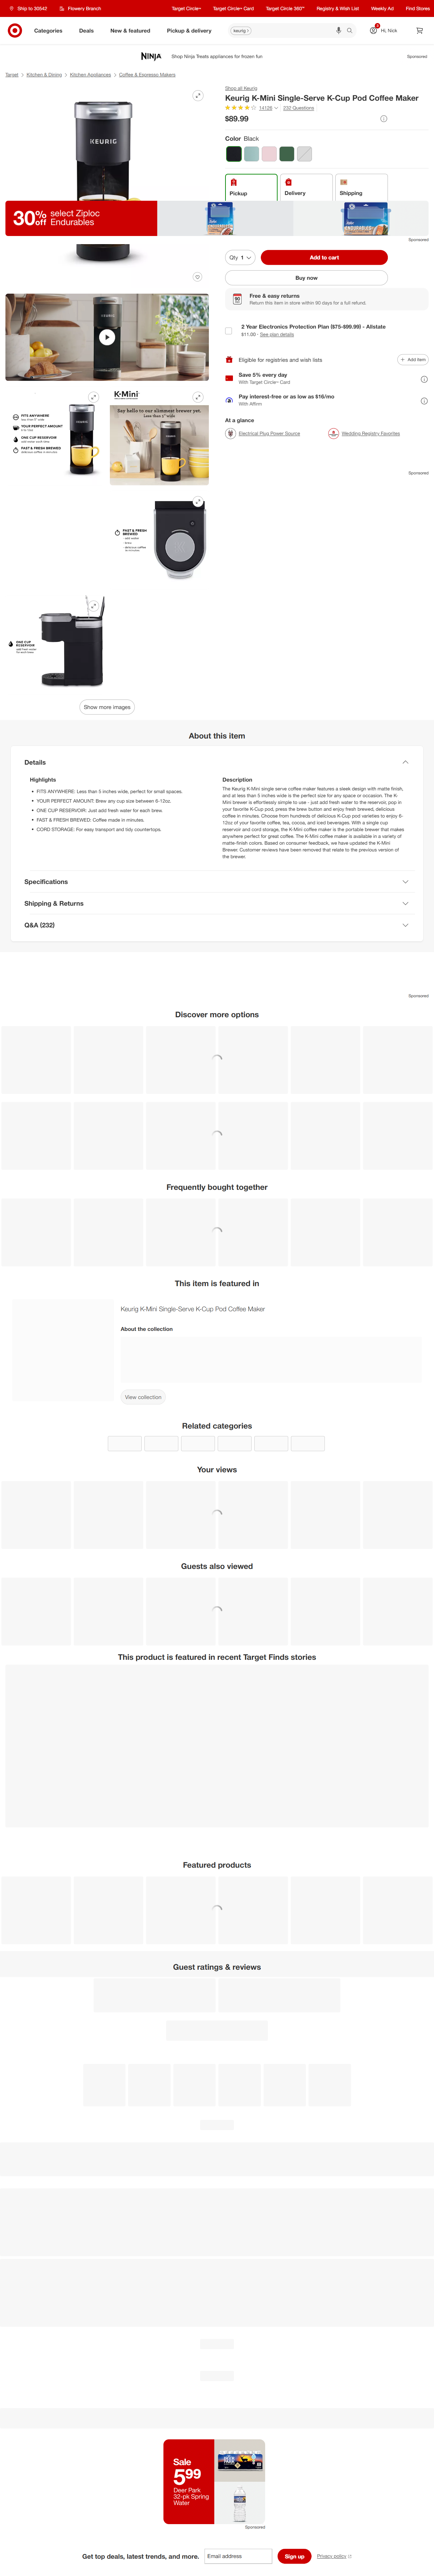 Ship to 30542
Flowery Branch
Target Circle™
Target Circle™ Card
Target Circle 360™
Registry & Wish List
Weekly Ad
Find Stores
Categories
Deals
New & featured
Pickup & delivery
keurig
Hi, Nick
NINJA
Shop Ninja Treats appliances for frozen fun
Sponsored
Target
Kitchen & Dining
Kitchen Appliances
Coffee & Espresso Makers
Shop all Keurig
Keurig K-Mini Single-Serve K-Cup Pod Coffee Maker
14126
232 Questions
$89.99
Color Black
Pickup
Delivery
Shipping
KEURIG
30% off select Ziploc Endurables
Sponsored
Qty 1
Add to cart
Buy now
Free & easy returns
Return this item in store within 90 days for a full refund.
2 Year Electronics Protection Plan ($75-$99.99) - Allstate
$11.00 · See plan details
Eligible for registries and wish lists
Add item
Save 5% every day
With Target Circle™ Card
Pay interest-free or as low as $16/mo
With Affirm
At a glance
Electrical Plug Power Source
Wedding Registry Favorites
Sponsored
FITS ANYWHERE
YOUR PERFECT AMOUNT
ONE CUP RESERVOIR
FAST & FRESH BREWED
K-Mini
Say hello to our slimmest brewer yet.
Less than 5" wide
FAST & FRESH BREWED
ONE CUP RESERVOIR
Show more images
About this item
Details
Highlights
FITS ANYWHERE: Less than 5 inches wide, perfect for small spaces.
YOUR PERFECT AMOUNT: Brew any cup size between 6-12oz.
ONE CUP RESERVOIR: Just add fresh water for each brew.
FAST & FRESH BREWED: Coffee made in minutes.
CORD STORAGE: For easy transport and tidy countertops.
Description
The Keurig K-Mini single serve coffee maker features a sleek design with matte finish,
and at less than 5 inches wide is the perfect size for any space or occasion. The K-
Mini brewer is effortlessly simple to use - just add fresh water to the reservoir, pop in
your favorite K-Cup pod, press the brew button and enjoy fresh brewed coffee in
minutes. Choose from hundreds of delicious K-Cup pod varieties to enjoy 6-
12oz of your favorite coffees, tea, cocoa, and iced beverages. With a single cup
reservoir and cord storage, the K-Mini coffee maker is the portable brewer that makes
anywhere perfect for great coffee. The K-Mini coffee maker is available in a variety of
matte-finish colors. Based on consumer feedback, we have updated the K-Mini
Brewer. Customer reviews have been removed that relate to the previous version of
the brewer.
Specifications
Shipping & Returns
Q&A (232)
Sponsored
Discover more options
Frequently bought together
This item is featured in
Keurig K-Mini Single-Serve K-Cup Pod Coffee Maker
About the collection
View collection
Related categories
Your views
Guests also viewed
This product is featured in recent Target Finds stories
Featured products
Guest ratings & reviews
Sale
5.99
Deer Park
32-pk Spring
Water
Sponsored
Get top deals, latest trends, and more.
Email address
Sign up
Privacy policy